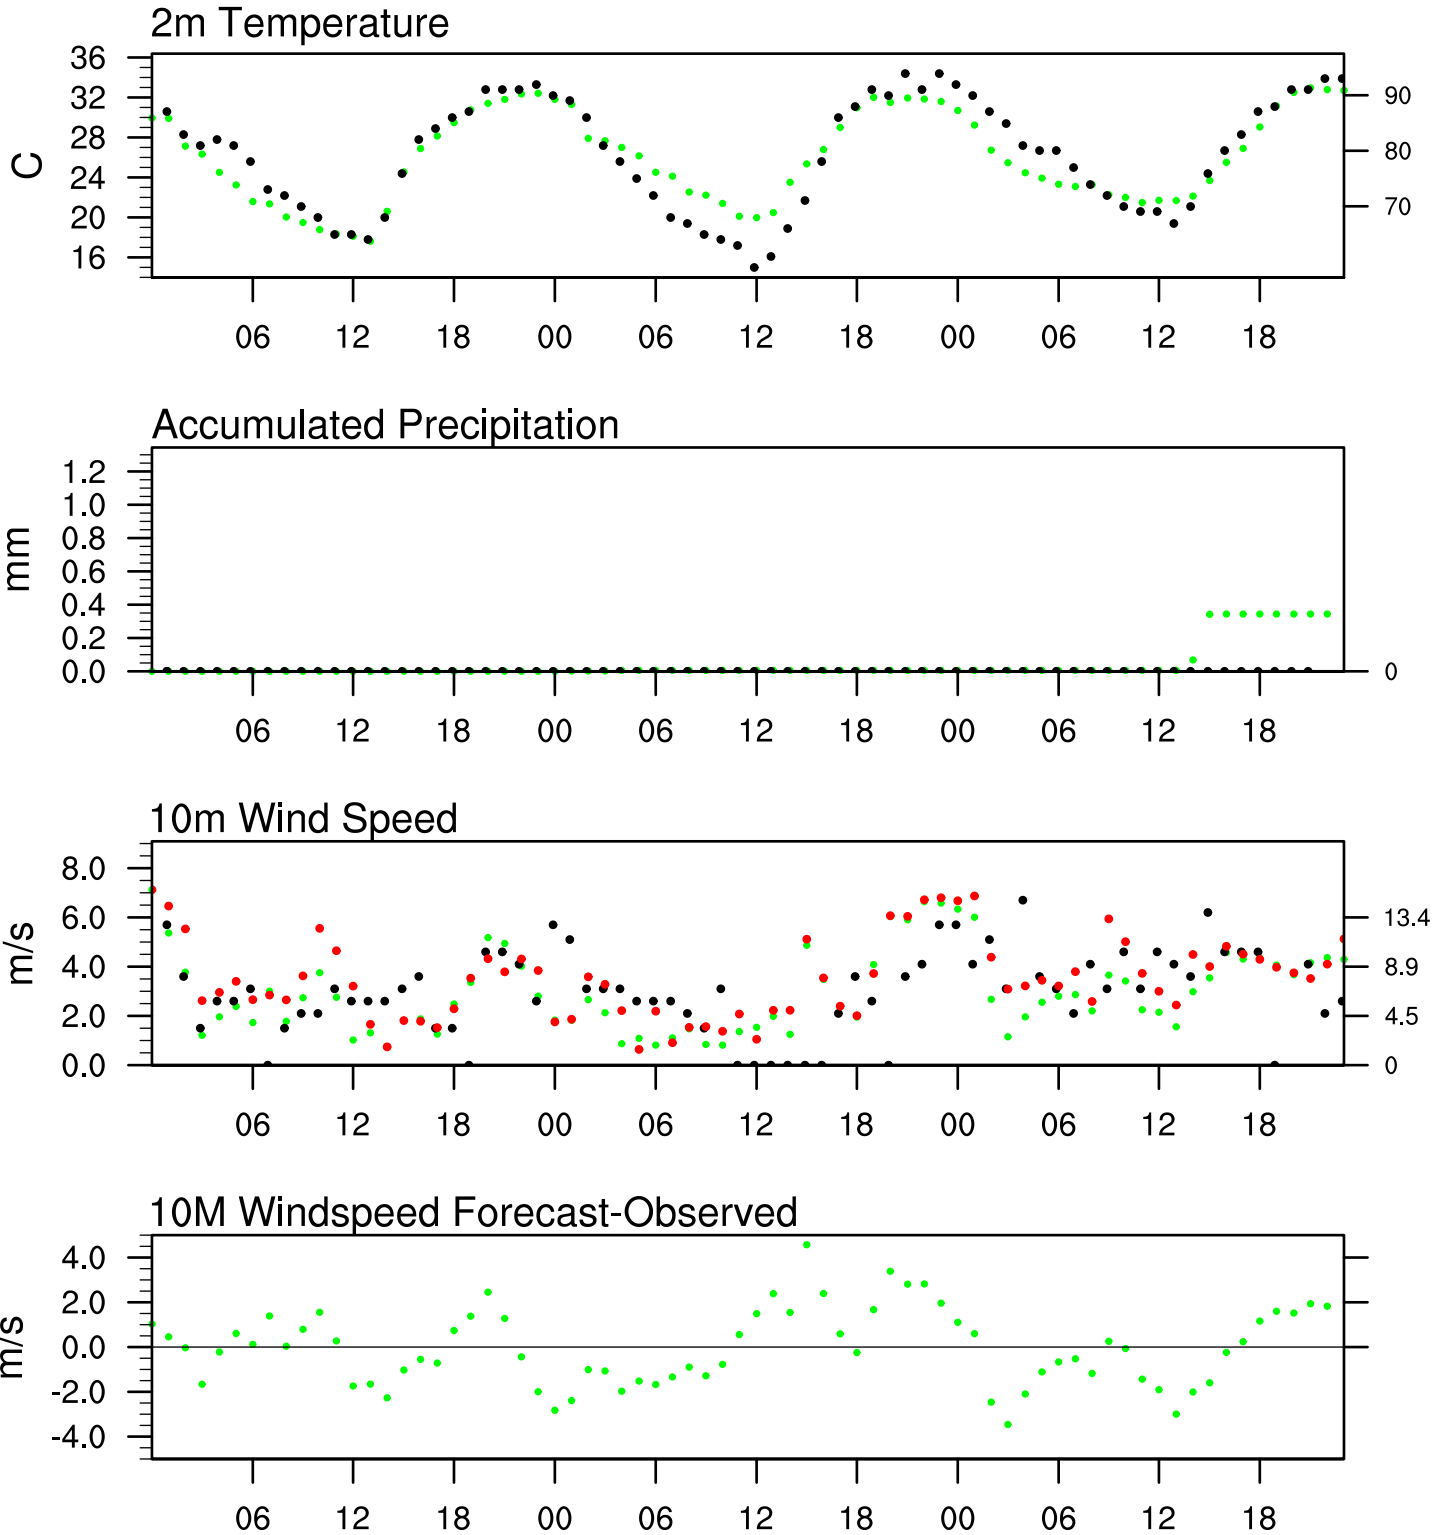 2m Temperature
36
32
90
28
80
C
24
70
20
16
06 12 18 00 06 12 18 00 06 12 18
Accumulated Precipitation
1.2
1.0
0.8
mm
0.6
0.4
0.2
0.0
0
06 12 18 00 06 12 18 00 06 12 18
10m Wind Speed
8.0
6.0
13.4
m/s
4.0
8.9
2.0
4.5
0.0
0
06 12 18 00 06 12 18 00 06 12 18
10M Windspeed Forecast-Observed
4.0
2.0
m/s
0.0
-2.0
-4.0
06 12 18 00 06 12 18 00 06 12 18